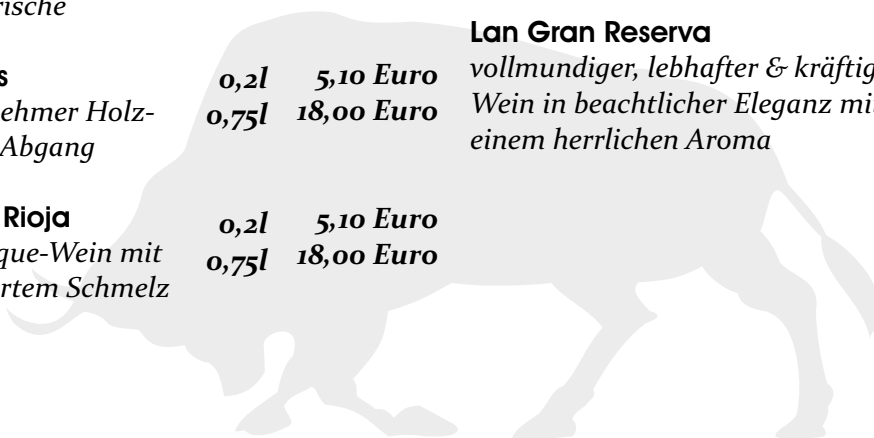 rische
s 0,2l 5,10 Euro
ehmer Holz- 0,75l 18,00 Euro
Abgang
Rioja 0,2l 5,10 Euro
que-Wein mit 0,75l 18,00 Euro
rtem Schmelz
Lan Gran Reserva
vollmundiger, lebhafter & kräftig
Wein in beachtlicher Eleganz mit
einem herrlichen Aroma